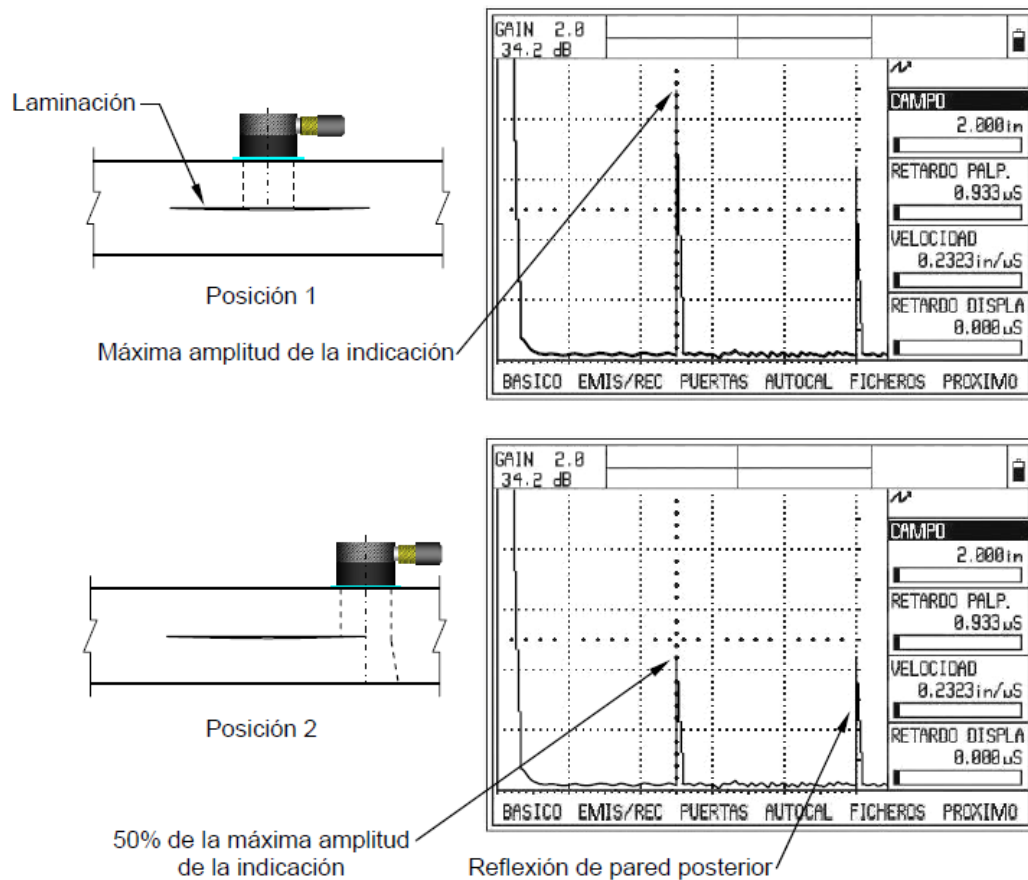 GAIN 2.0
34.2 dB
Laminación
CAMPO
2.000in
RETARDO PALP.
0.933µS
VELOCIDAD
0.2323in/µS
RETARDO DISPLA
0.000µS
Posición 1
Máxima amplitud de la indicación
BASICO EMIS/REC PUERTAS AUTOCAL FICHEROS PROXIMO
GAIN 2.0
34.2 dB
CAMPO
2.000in
RETARDO PALP.
0.933µS
VELOCIDAD
0.2323in/µS
RETARDO DISPLA
0.000µS
Posición 2
BASICO EMIS/REC PUERTAS AUTOCAL FICHEROS PROXIMO
50% de la máxima amplitud
de la indicación
Reflexión de pared posterior